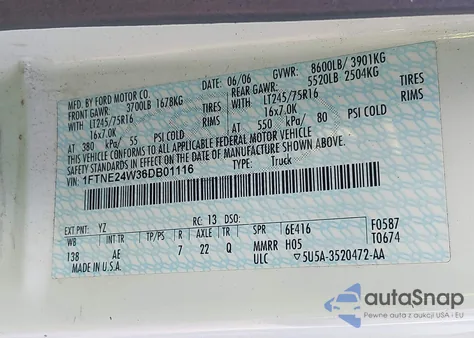 MFD. BY FORD MOTOR CO.
DATE: 06/06 GVWR: 8600LB/ 3901KG
FRONT GAWR: 3700LB 1678KG REAR GAWR: 5520LB 2504KG
WITH LT245/75R16 TIRES WITH LT245/75R16 TIRES
16x7.0K RIMS 16x7.0K RIMS
AT 380 kPa/ 55 PSI COLD AT 550 kPa/ 80 PSI COLD
THIS VEHICLE CONFORMS TO ALL APPLICABLE FEDERAL MOTOR VEHICLE
SAFETY STANDARDS IN EFFECT ON THE DATE OF MANUFACTURE SHOWN ABOVE.
VIN: 1FTNE24W36DB01116 TYPE: Truck
EXT PNT: YZ RC: 13 DSO:
WB INT TR TP/PS R AXLE TR SPR 6E416 F0587
138 AE 7 22 Q MMRR H05 T0674
MADE IN U.S.A. ULC ▽5U5A-3520472-AA
autoSnap
Pewne auta z USA - EU